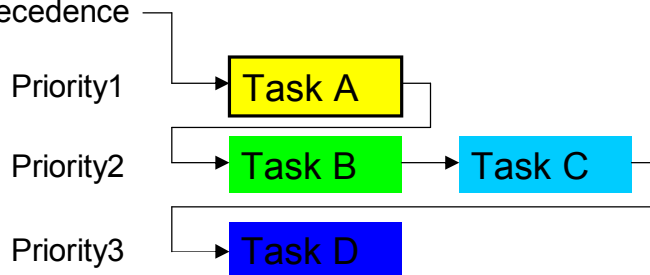 ecedence
Priority1
Task A
Priority2
Task B
Task C
Priority3
Task D